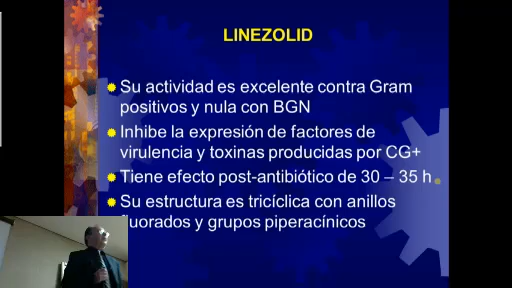 LINEZOLID
Su actividad es excelente contra Gram
positivos y nula con BGN
Inhibe la expresión de factores de
virulencia y toxinas producidas por CG+
Tiene efecto post-antibiótico de 30 – 35 h
Su estructura es tricíclica con anillos
fluorados y grupos piperacínicos